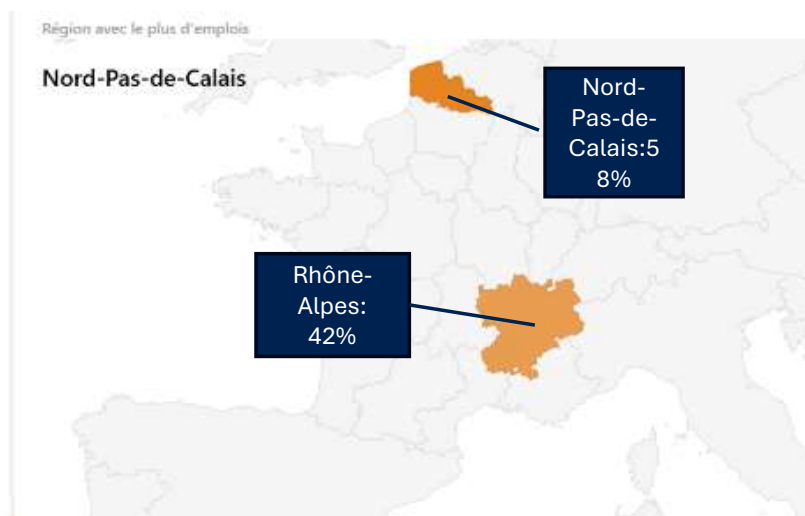 Région avec le plus d'emplois
Nord-Pas-de-Calais
Nord-
Pas-de-
Calais:5
8%
Rhône-
Alpes:
42%